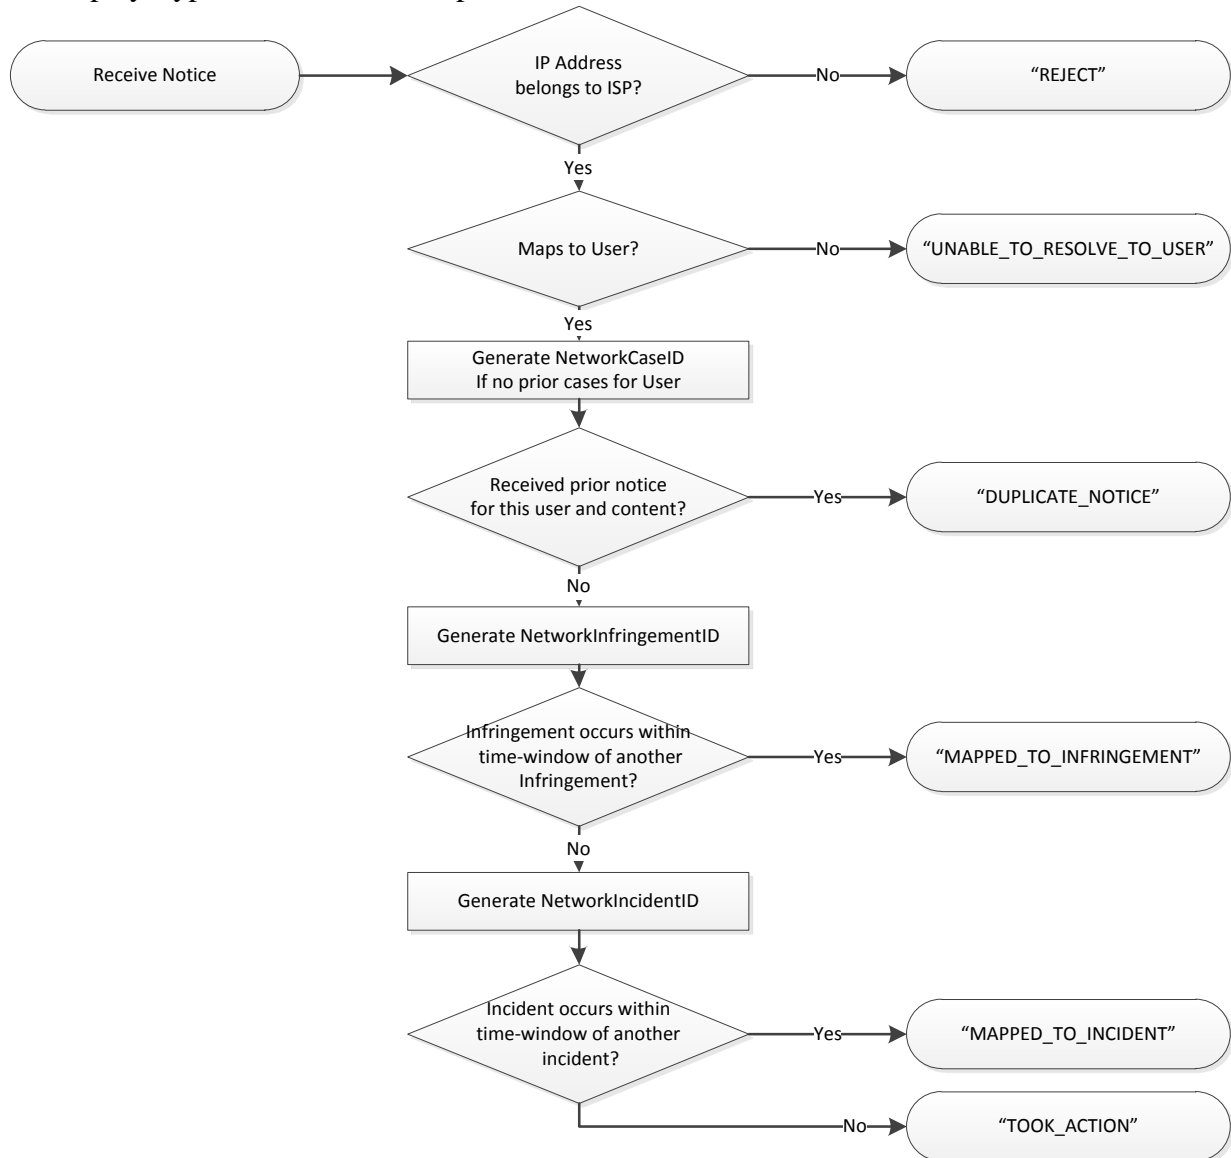 Receive Notice
IP Address
belongs to ISP?
No
“REJECT”
Yes
Maps to User?
No
“UNABLE_TO_RESOLVE_TO_USER”
Yes
Generate NetworkCaseID
If no prior cases for User
Received prior notice
for this user and content?
Yes
“DUPLICATE_NOTICE”
No
Generate NetworkInfringementID
Infringement occurs within
time-window of another
Infringement?
Yes
“MAPPED_TO_INFRINGEMENT”
No
Generate NetworkIncidentID
Incident occurs within
time-window of another
incident?
Yes
“MAPPED_TO_INCIDENT”
No
“TOOK_ACTION”